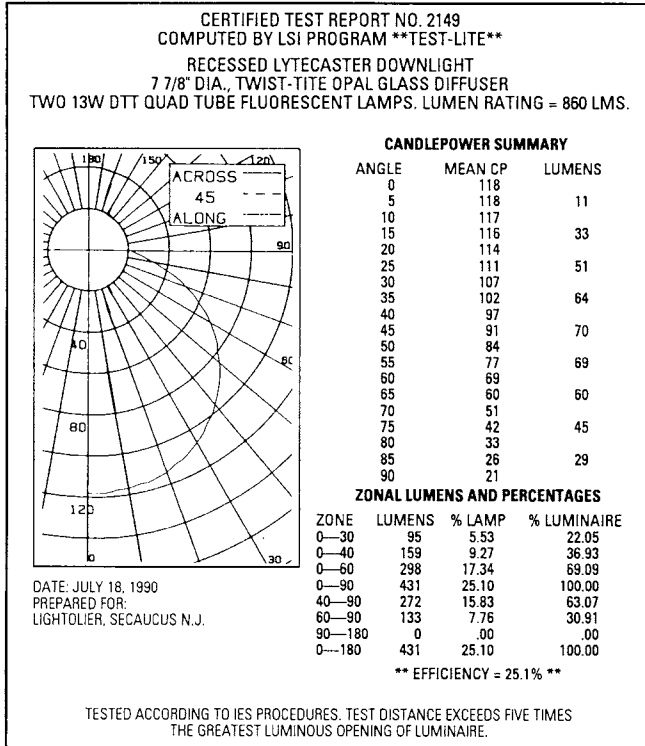 CERTIFIED TEST REPORT NO. 2149
COMPUTED BY LSI PROGRAM **TEST-LITE**
RECESSED LYTECASTER DOWNLIGHT
7 7/8" DIA., TWIST-TITE OPAL GLASS DIFFUSER
TWO 13W DTT QUAD TUBE FLUORESCENT LAMPS. LUMEN RATING = 860 LMS.
180 150 120
ACROSS
45
ALONG
90
60
40
80
120
0 30
DATE: JULY 18, 1990
PREPARED FOR:
LIGHTOLIER, SECAUCUS N.J.
CANDLEPOWER SUMMARY
ANGLE MEAN CP LUMENS
0 118
5 118 11
10 117
15 116 33
20 114
25 111 51
30 107
35 102 64
40 97
45 91 70
50 84
55 77 69
60 69
65 60 60
70 51
75 42 45
80 33
85 26 29
90 21
ZONAL LUMENS AND PERCENTAGES
ZONE LUMENS % LAMP % LUMINAIRE
0—30 95 5.53 22.05
0—40 159 9.27 36.93
0—60 298 17.34 69.09
0—90 431 25.10 100.00
40—90 272 15.83 63.07
60—90 133 7.76 30.91
90—180 0 .00 .00
0—180 431 25.10 100.00
** EFFICIENCY = 25.1% **
TESTED ACCORDING TO IES PROCEDURES. TEST DISTANCE EXCEEDS FIVE TIMES
THE GREATEST LUMINOUS OPENING OF LUMINAIRE.